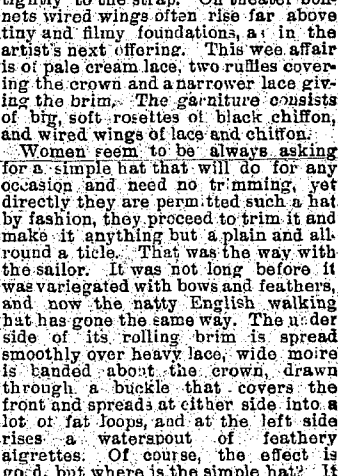 tightly to the strap. On theater bon-
nets wired wings often rise far above
tiny and filmy foundations, as in the
artist's next offering. This wee affair
is of pale cream lace, two ruffles cover-
ing the crown and a narrower lace giv-
ing the brim. The garniture consists
of big, soft rosettes of black chiffon,
and wired wings of lace and chiffon.
Women seem to be always asking
for a simple hat that will do for any
occasion and need no trimming, yet
directly they are permitted such a hat
by fashion, they proceed to trim it and
make it anything but a plain and all-
round a ticle. That was the way with
the sailor. It was not long before it
was variegated with bows and feathers,
and now the natty English walking
hat has gone the same way. The under
side of its rolling brim is spread
smoothly over heavy lace, wide moire
is banded about the crown, drawn
through a buckle that covers the
front and spreads at either side into a
lot of fat loops, and at the left side
rises a waterspout of feathery
aigrettes. Of course, the effect is
good, but where is the simple hat? It